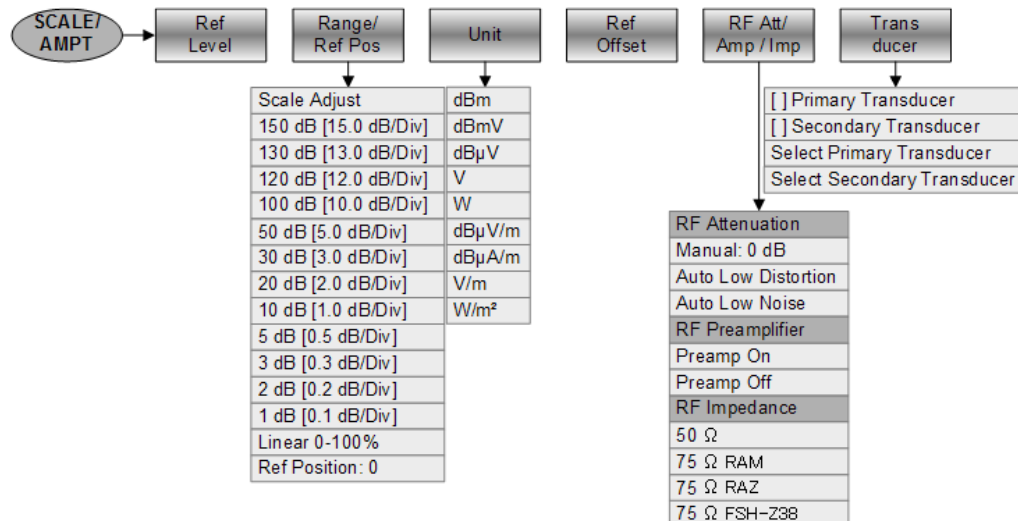 SCALE/
AMPT
Ref
Level
Range/
Ref Pos
Unit
Ref
Offset
RF Att/
Amp / Imp
Trans
ducer
Scale Adjust
150 dB [15.0 dB/Div]
130 dB [13.0 dB/Div]
120 dB [12.0 dB/Div]
100 dB [10.0 dB/Div]
50 dB [5.0 dB/Div]
30 dB [3.0 dB/Div]
20 dB [2.0 dB/Div]
10 dB [1.0 dB/Div]
5 dB [0.5 dB/Div]
3 dB [0.3 dB/Div]
2 dB [0.2 dB/Div]
1 dB [0.1 dB/Div]
Linear 0-100%
Ref Position: 0
dBm
dBmV
dBµV
V
W
dBµV/m
dBµA/m
V/m
W/m²
RF Attenuation
Manual: 0 dB
Auto Low Distortion
Auto Low Noise
RF Preamplifier
Preamp On
Preamp Off
RF Impedance
50 Ω
75 Ω RAM
75 Ω RAZ
75 Ω FSH-Z38
[ ] Primary Transducer
[ ] Secondary Transducer
Select Primary Transducer
Select Secondary Transducer